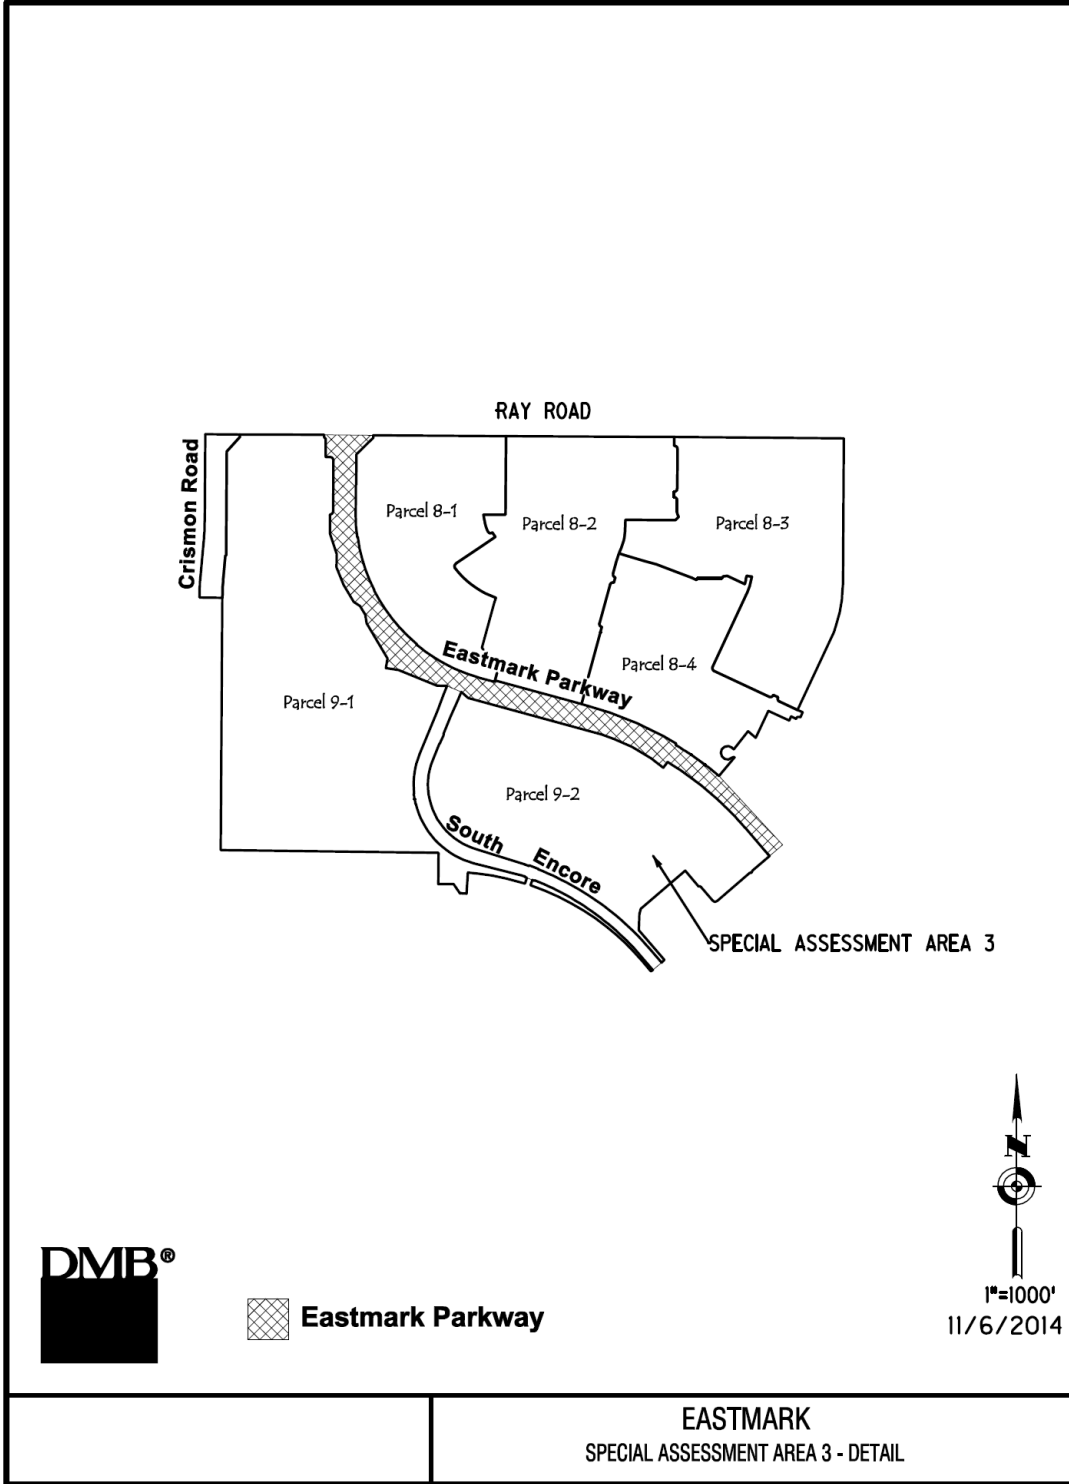 RAY ROAD
Crismon Road
Parcel 8-1
Parcel 8-2
Parcel 8-3
Parcel 8-4
Eastmark Parkway
Parcel 9-1
Parcel 9-2
South Encore
SPECIAL ASSESSMENT AREA 3
N
1"=1000'
11/6/2014
DMB®
Eastmark Parkway
EASTMARK
SPECIAL ASSESSMENT AREA 3 - DETAIL